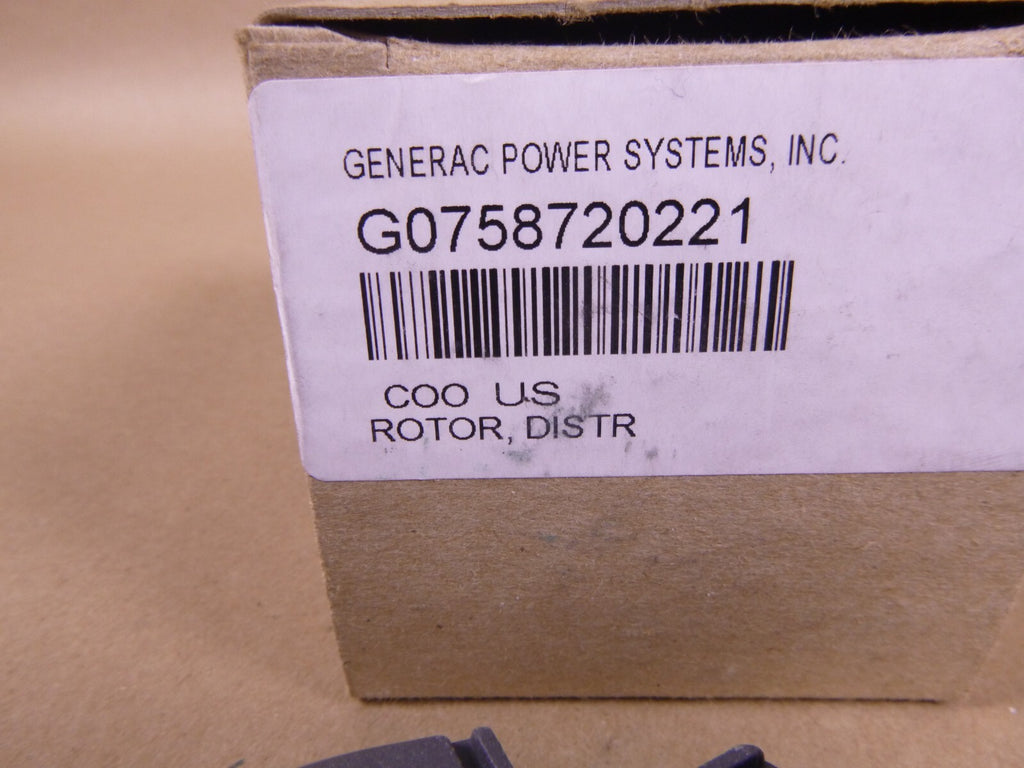 GENERAC POWER SYSTEMS, INC.
G0758720221
COO US
ROTOR, DISTR